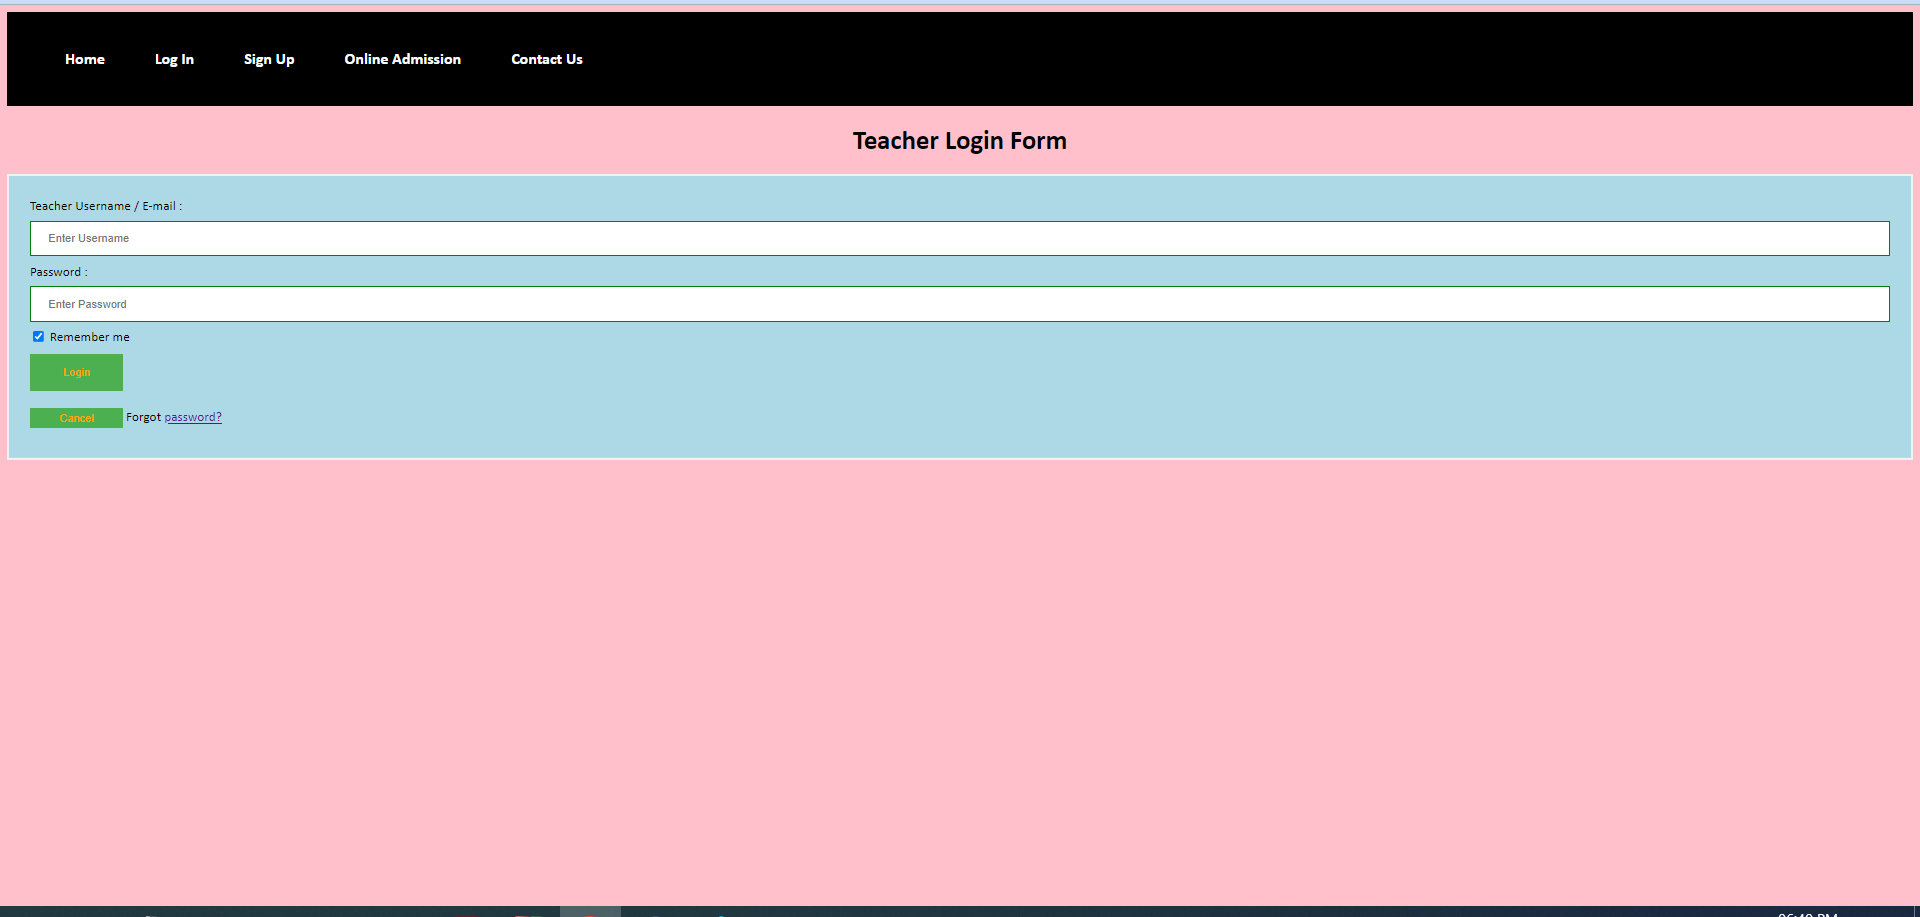 Home Log In Sign Up Online Admission Contact Us
Teacher Login Form
Teacher Username / E-mail :
Enter Username
Password :
Enter Password
Remember me
Login
Cancel Forgot password?